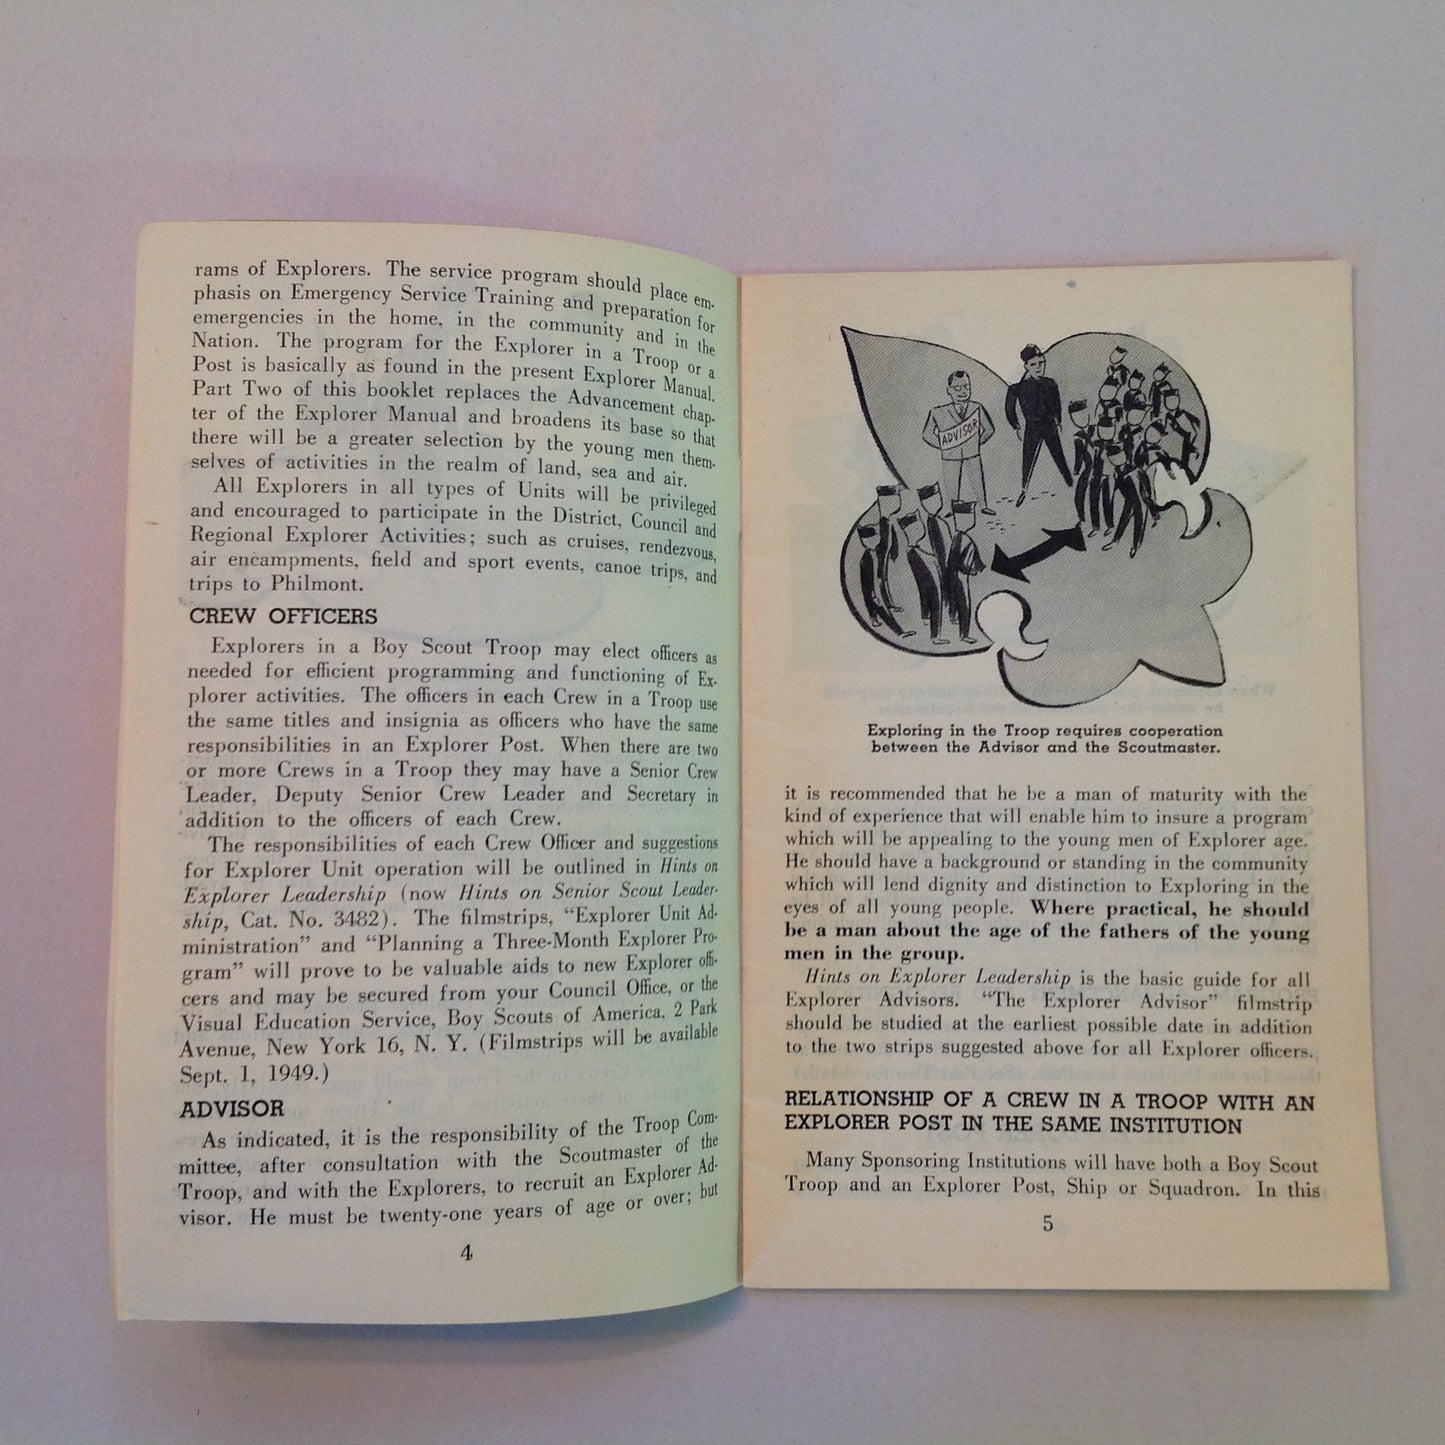 rams of Explorers. The service program should place em-
phasis on Emergency Service Training and preparation for
emergencies in the home, in the community and in the
Nation. The program for the Explorer in a Troop or a
Post is basically as found in the present Explorer Manual.
Part Two of this booklet replaces the Advancement chap-
ter of the Explorer Manual and broadens its base so that
there will be a greater selection by the young men them-
selves of activities in the realm of land, sea and air.
All Explorers in all types of Units will be privileged
and encouraged to participate in the District, Council and
Regional Explorer Activities; such as cruises, rendezvous,
air encampments, field and sport events, canoe trips, and
trips to Philmont.
CREW OFFICERS
Explorers in a Boy Scout Troop may elect officers as
needed for efficient programming and functioning of Ex-
plorer activities. The officers in each Crew in a Troop use
the same titles and insignia as officers who have the same
responsibilities in an Explorer Post. When there are two
or more Crews in a Troop they may have a Senior Crew
Leader, Deputy Senior Crew Leader and Secretary in
addition to the officers of each Crew.
The responsibilities of each Crew Officer and suggestions
for Explorer Unit operation will be outlined in Hints on
Explorer Leadership (now Hints on Senior Scout Leader-
ship, Cat. No. 3482). The filmstrips, "Explorer Unit Ad-
ministration" and "Planning a Three-Month Explorer Pro-
gram" will prove to be valuable aids to new Explorer offi-
cers and may be secured from your Council Office, or the
Visual Education Service, Boy Scouts of America, 2 Park
Avenue, New York 16, N. Y. (Filmstrips will be available
Sept. 1, 1949.)
ADVISOR
As indicated, it is the responsibility of the Troop Com-
mittee, after consultation with the Scoutmaster of the
Troop, and with the Explorers, to recruit an Explorer Ad-
visor. He must be twenty-one years of age or over; but
4
ADVISOR
Exploring in the Troop requires cooperation
between the Advisor and the Scoutmaster.
it is recommended that he be a man of maturity with the
kind of experience that will enable him to insure a program
which will be appealing to the young men of Explorer age.
He should have a background or standing in the community
which will lend dignity and distinction to Exploring in the
eyes of all young people. Where practical, he should
be a man about the age of the fathers of the young
men in the group.
Hints on Explorer Leadership is the basic guide for all
Explorer Advisors. "The Explorer Advisor" filmstrip
should be studied at the earliest possible date in addition
to the two strips suggested above for all Explorer officers.
RELATIONSHIP OF A CREW IN A TROOP WITH AN
EXPLORER POST IN THE SAME INSTITUTION
Many Sponsoring Institutions will have both a Boy Scout
Troop and an Explorer Post, Ship or Squadron. In this
5